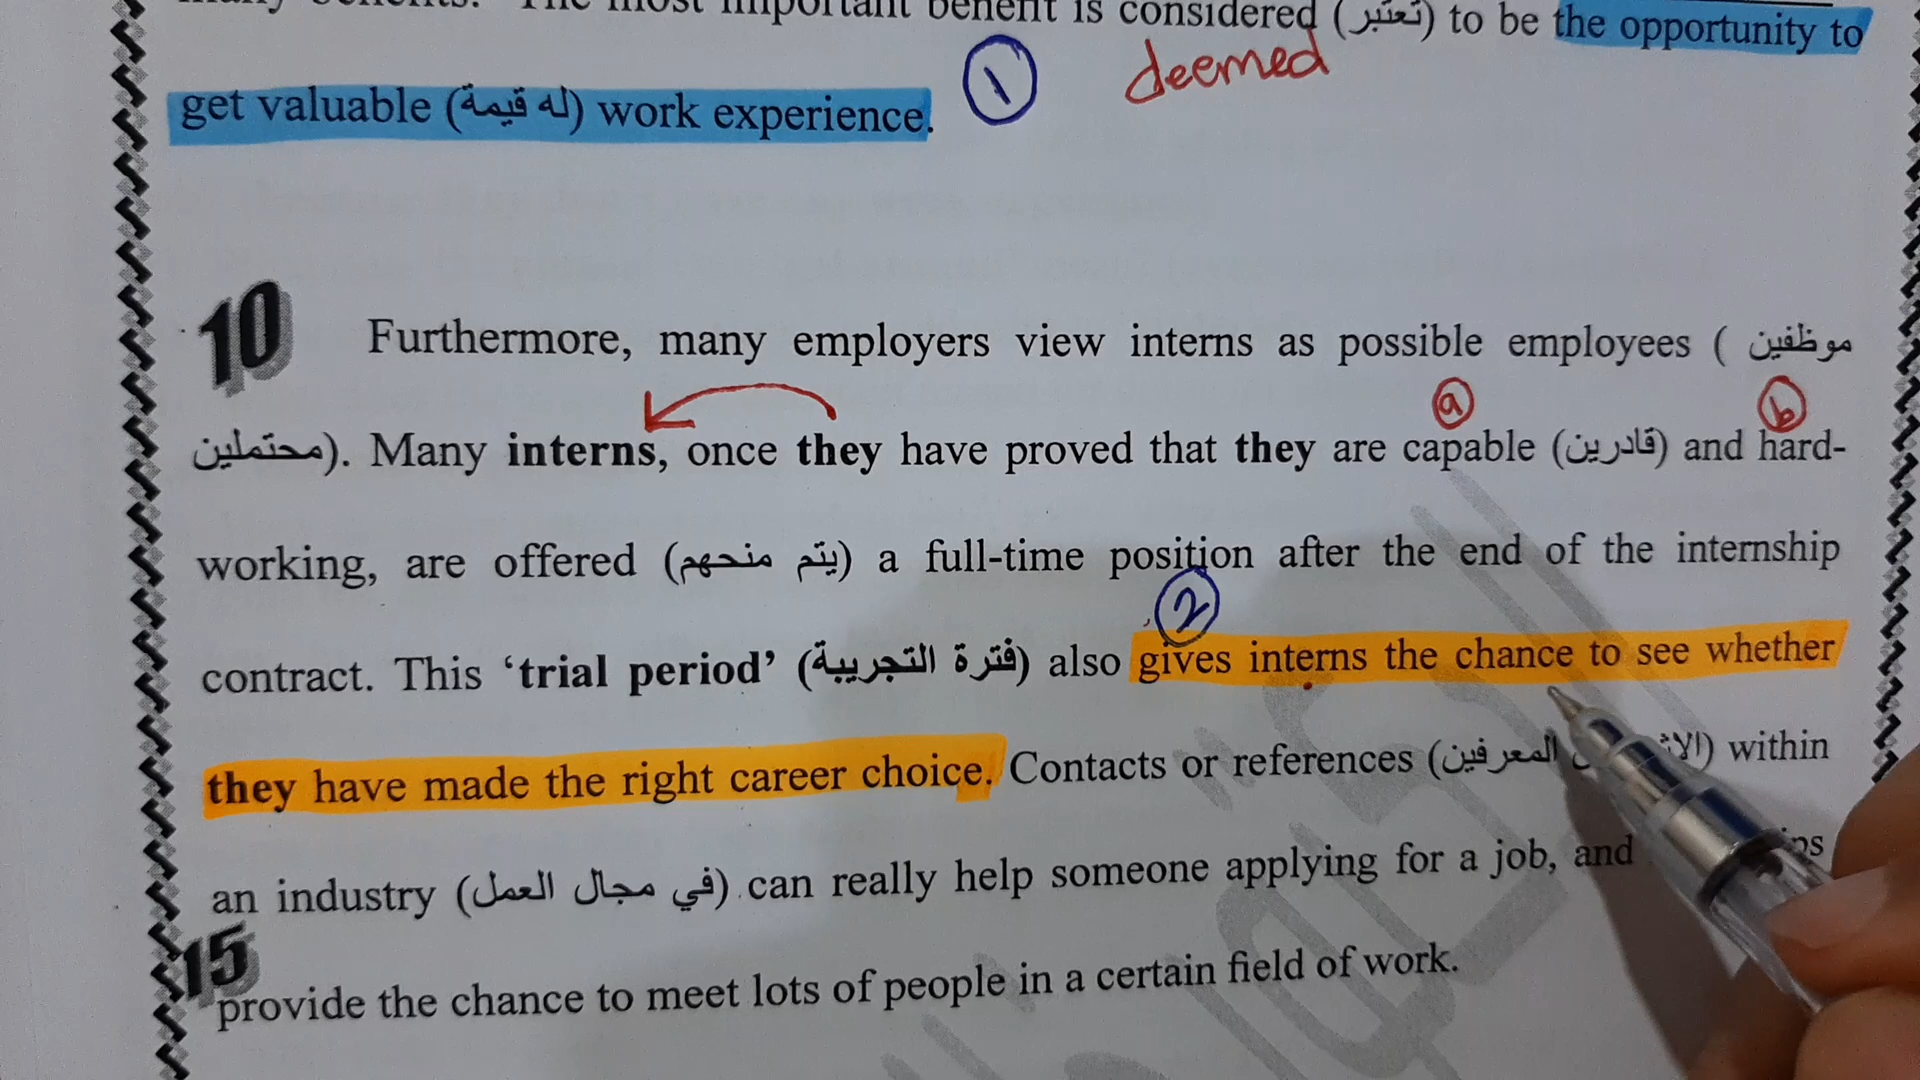 most important benefit is considered (تعتبر) to be the opportunity to
deemed
get valuable (له قيمة) work experience. ١
10 Furthermore, many employers view interns as possible employees (موظفين
a b
محتملين). Many interns, once they have proved that they are capable (قادرين) and hard-
working, are offered (يتم منحهم) a full-time position after the end of the internship
2
contract. This ‘trial period’ (فترة التجريبية) also gives interns the chance to see whether
they have made the right career choice. Contacts or references (المعرفين) within
an industry (في مجال العمل) can really help someone applying for a job, and
15
provide the chance to meet lots of people in a certain field of work.